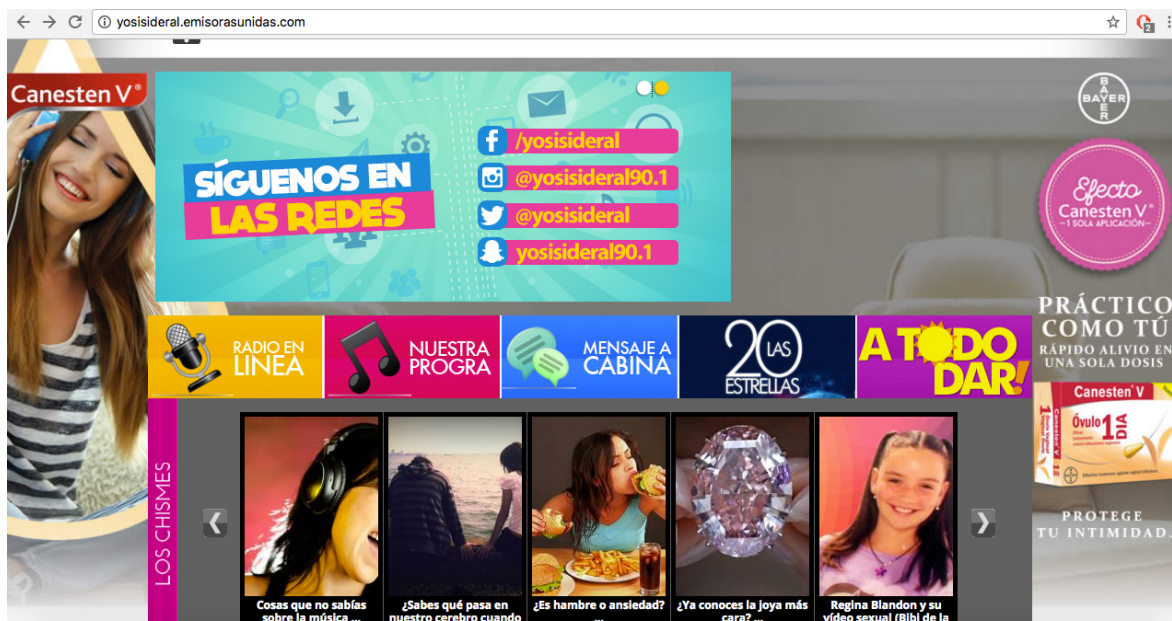 yosisideral.emisorasunidas.com
2
Canesten V®
SÍGUENOS EN
LAS REDES
f /yosisideral
@yosisideral90.1
@yosisideral
yosisideral90.1
BAYER
BAYER
Efecto
Canesten V®
-1 SOLA APLICACIÓN-
PRÁCTICO
COMO TÚ
RÁPIDO ALIVIO EN
UNA SOLA DOSIS
RADIO EN
LINEA
NUESTRA
PROGRA
MENSAJE A
CABINA
20 LAS
ESTRELLAS
A TODO
DAR!
Canesten® V
Óvulo 1 DÍA
PROTEGE
TU INTIMIDAD.
LOS CHISMES
Cosas que no sabías
sobre la música ...
¿Sabes qué pasa en
nuestro cerebro cuando
¿Es hambre o ansiedad?
...
¿Ya conoces la joya más
cara? ...
Regina Blandon y su
vídeo sexual (Bibi de la